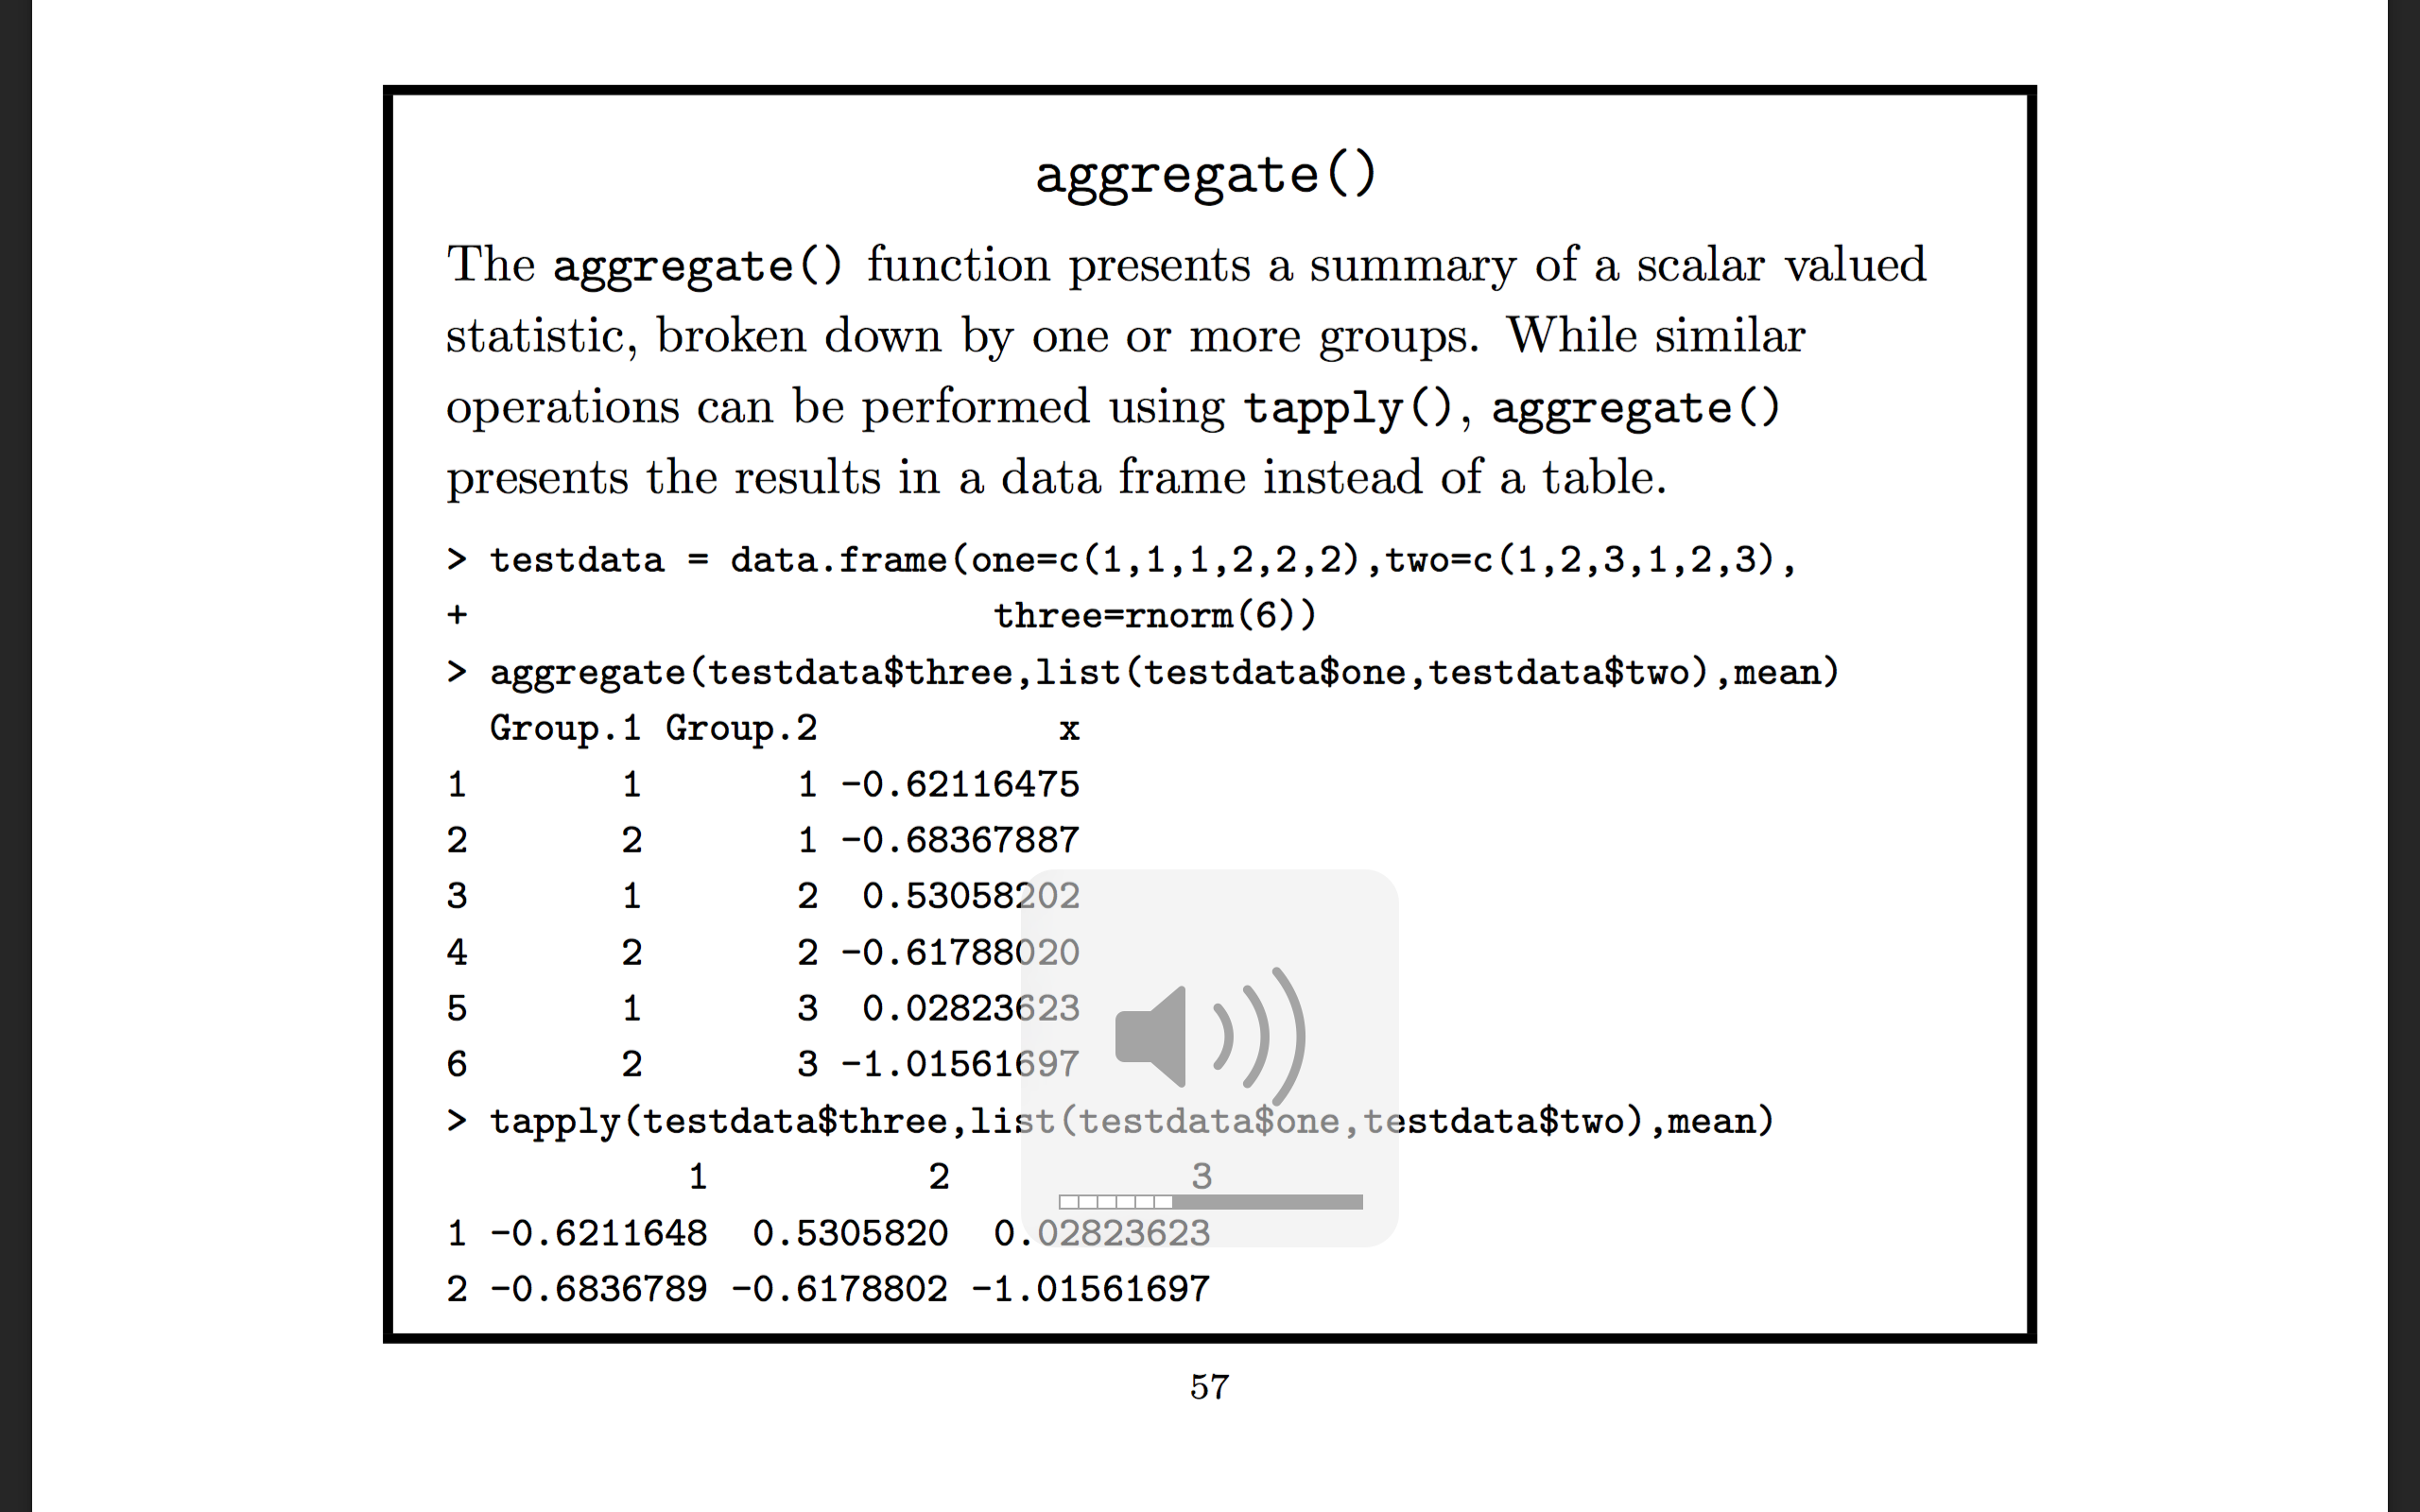 aggregate()
The aggregate() function presents a summary of a scalar valued
statistic, broken down by one or more groups. While similar
operations can be performed using tapply(), aggregate()
presents the results in a data frame instead of a table.
> testdata = data.frame(one=c(1,1,1,2,2,2),two=c(1,2,3,1,2,3),
+                         three=rnorm(6))
> aggregate(testdata$three,list(testdata$one,testdata$two),mean)
  Group.1 Group.2           x
1       1       1 -0.62116475
2       2       1 -0.68367887
3       1       2  0.53058202
4       2       2 -0.61788020
5       1       3  0.02823623
6       2       3 -1.01561697
> tapply(testdata$three,list(testdata$one,testdata$two),mean)
           1          2           3
1 -0.6211648  0.5305820  0.02823623
2 -0.6836789 -0.6178802 -1.01561697
57